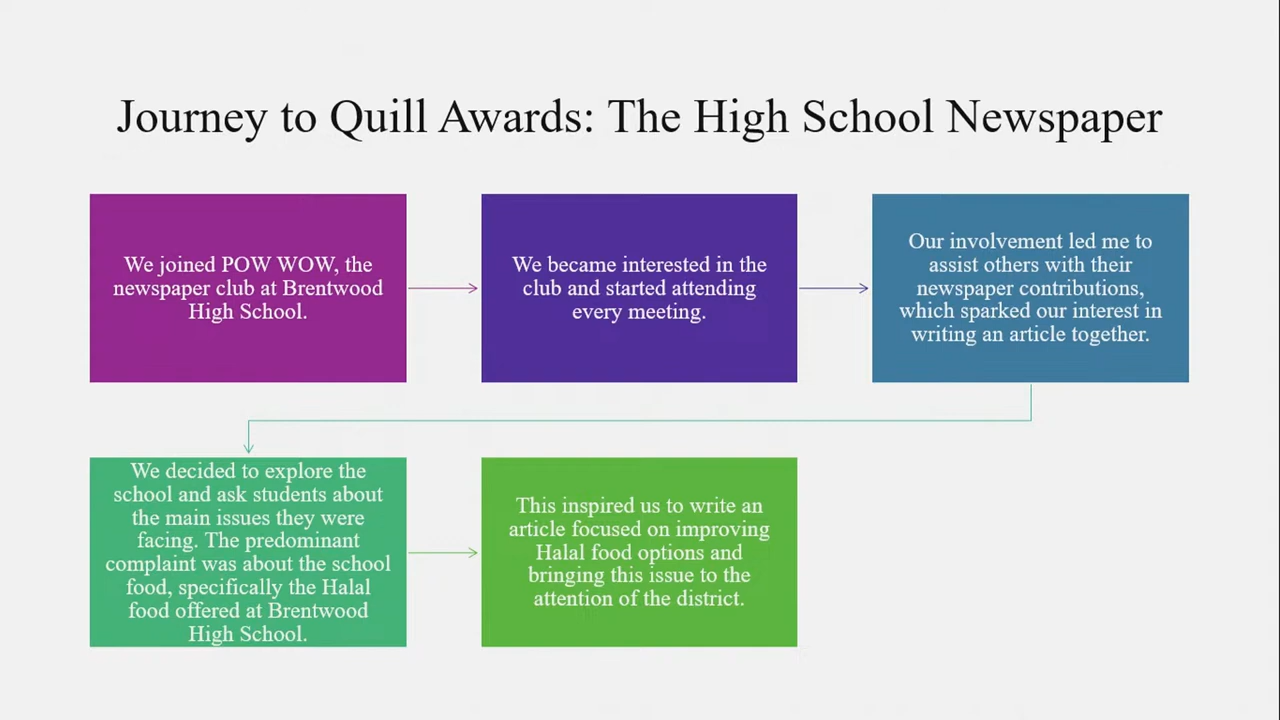 Journey to Quill Awards: The High School Newspaper
We joined POW WOW, the
newspaper club at Brentwood
High School.
We became interested in the
club and started attending
every meeting.
Our involvement led me to
assist others with their
newspaper contributions,
which sparked our interest in
writing an article together.
We decided to explore the
school and ask students about
the main issues they were
facing. The predominant
complaint was about the school
food, specifically the Halal
food offered at Brentwood
High School.
This inspired us to write an
article focused on improving
Halal food options and
bringing this issue to the
attention of the district.